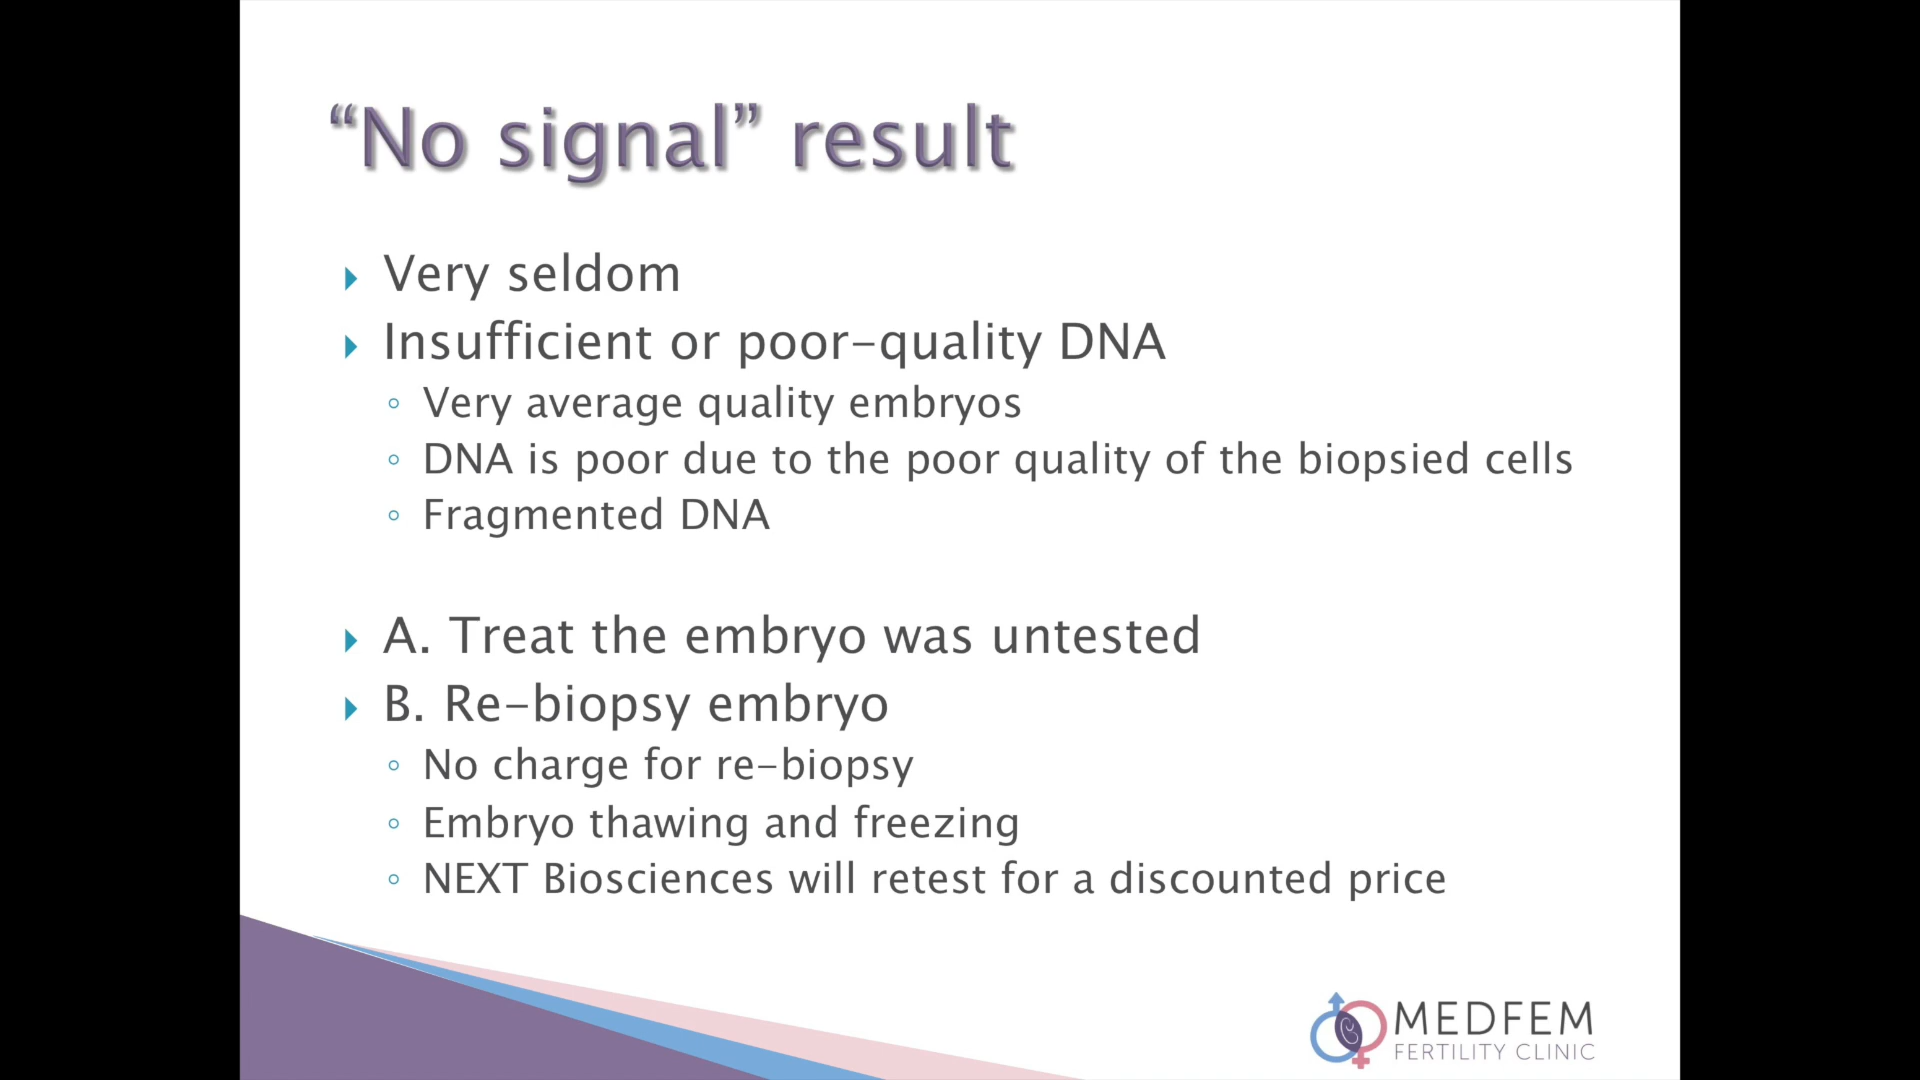 “No signal” result
Very seldom
Insufficient or poor-quality DNA
Very average quality embryos
DNA is poor due to the poor quality of the biopsied cells
Fragmented DNA
A. Treat the embryo was untested
B. Re-biopsy embryo
No charge for re-biopsy
Embryo thawing and freezing
NEXT Biosciences will retest for a discounted price
MEDFEM
FERTILITY CLINIC